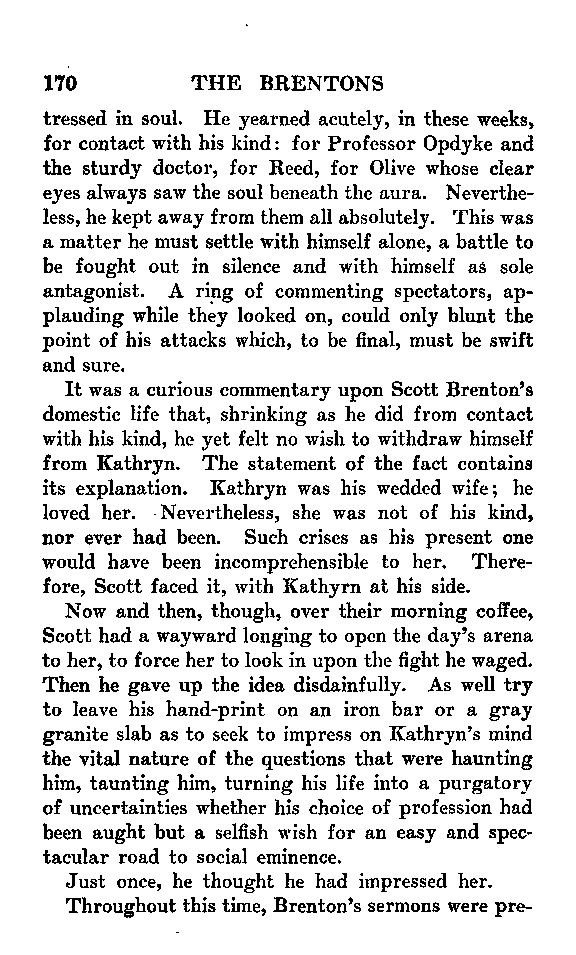 170 THE BRENTONS
tressed in soul. He yearned acutely, in these weeks,
for contact with his kind: for Professor Opdyke and
the sturdy doctor, for Reed, for Olive whose clear
eyes always saw the soul beneath the aura. Neverthe-
less, he kept away from them all absolutely. This was
a matter he must settle with himself alone, a battle to
be fought out in silence and with himself as sole
antagonist. A ring of commenting spectators, ap-
plauding while they looked on, could only blunt the
point of his attacks which, to be final, must be swift
and sure.
It was a curious commentary upon Scott Brenton's
domestic life that, shrinking as he did from contact
with his kind, he yet felt no wish to withdraw himself
from Kathryn. The statement of the fact contains
its explanation. Kathryn was his wedded wife; he
loved her. Nevertheless, she was not of his kind,
nor ever had been. Such crises as his present one
would have been incomprehensible to her. There-
fore, Scott faced it, with Kathyrn at his side.
Now and then, though, over their morning coffee,
Scott had a wayward longing to open the day's arena
to her, to force her to look in upon the fight he waged.
Then he gave up the idea disdainfully. As well try
to leave his hand-print on an iron bar or a gray
granite slab as to seek to impress on Kathryn's mind
the vital nature of the questions that were haunting
him, taunting him, turning his life into a purgatory
of uncertainties whether his choice of profession had
been aught but a selfish wish for an easy and spec-
tacular road to social eminence.
Just once, he thought he had impressed her.
Throughout this time, Brenton's sermons were pre-